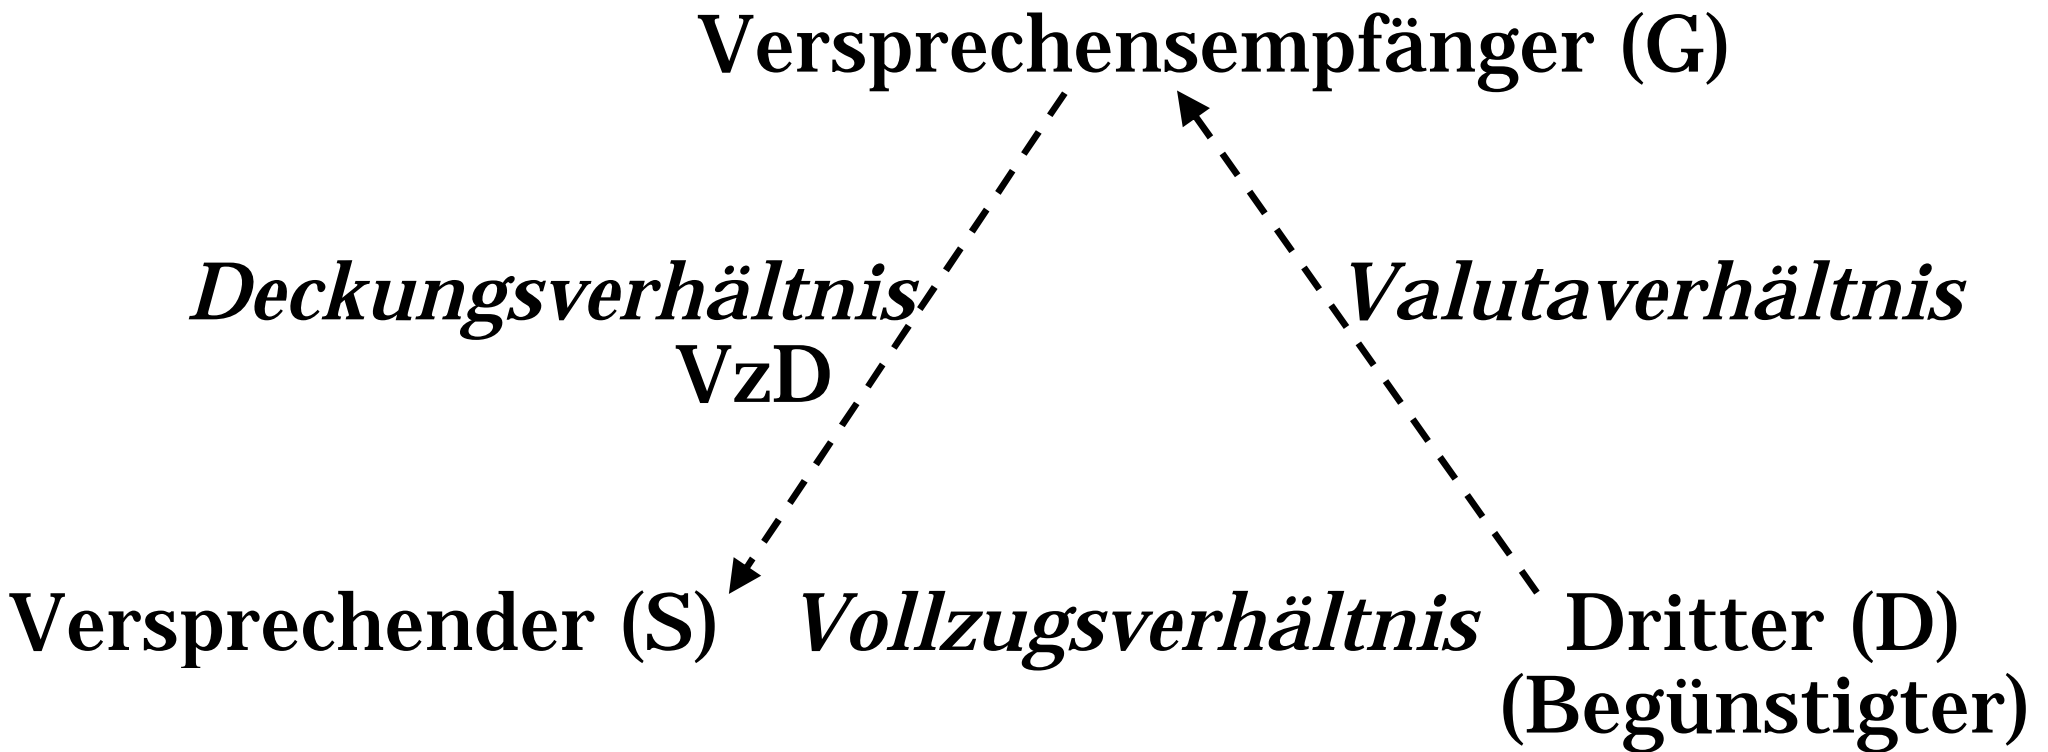 Versprechensempfänger (G)
Deckungsverhältnis
Valutaverhältnis
VzD
Versprechender (S)
Vollzugsverhältnis
Dritter (D)
(Begünstigter)